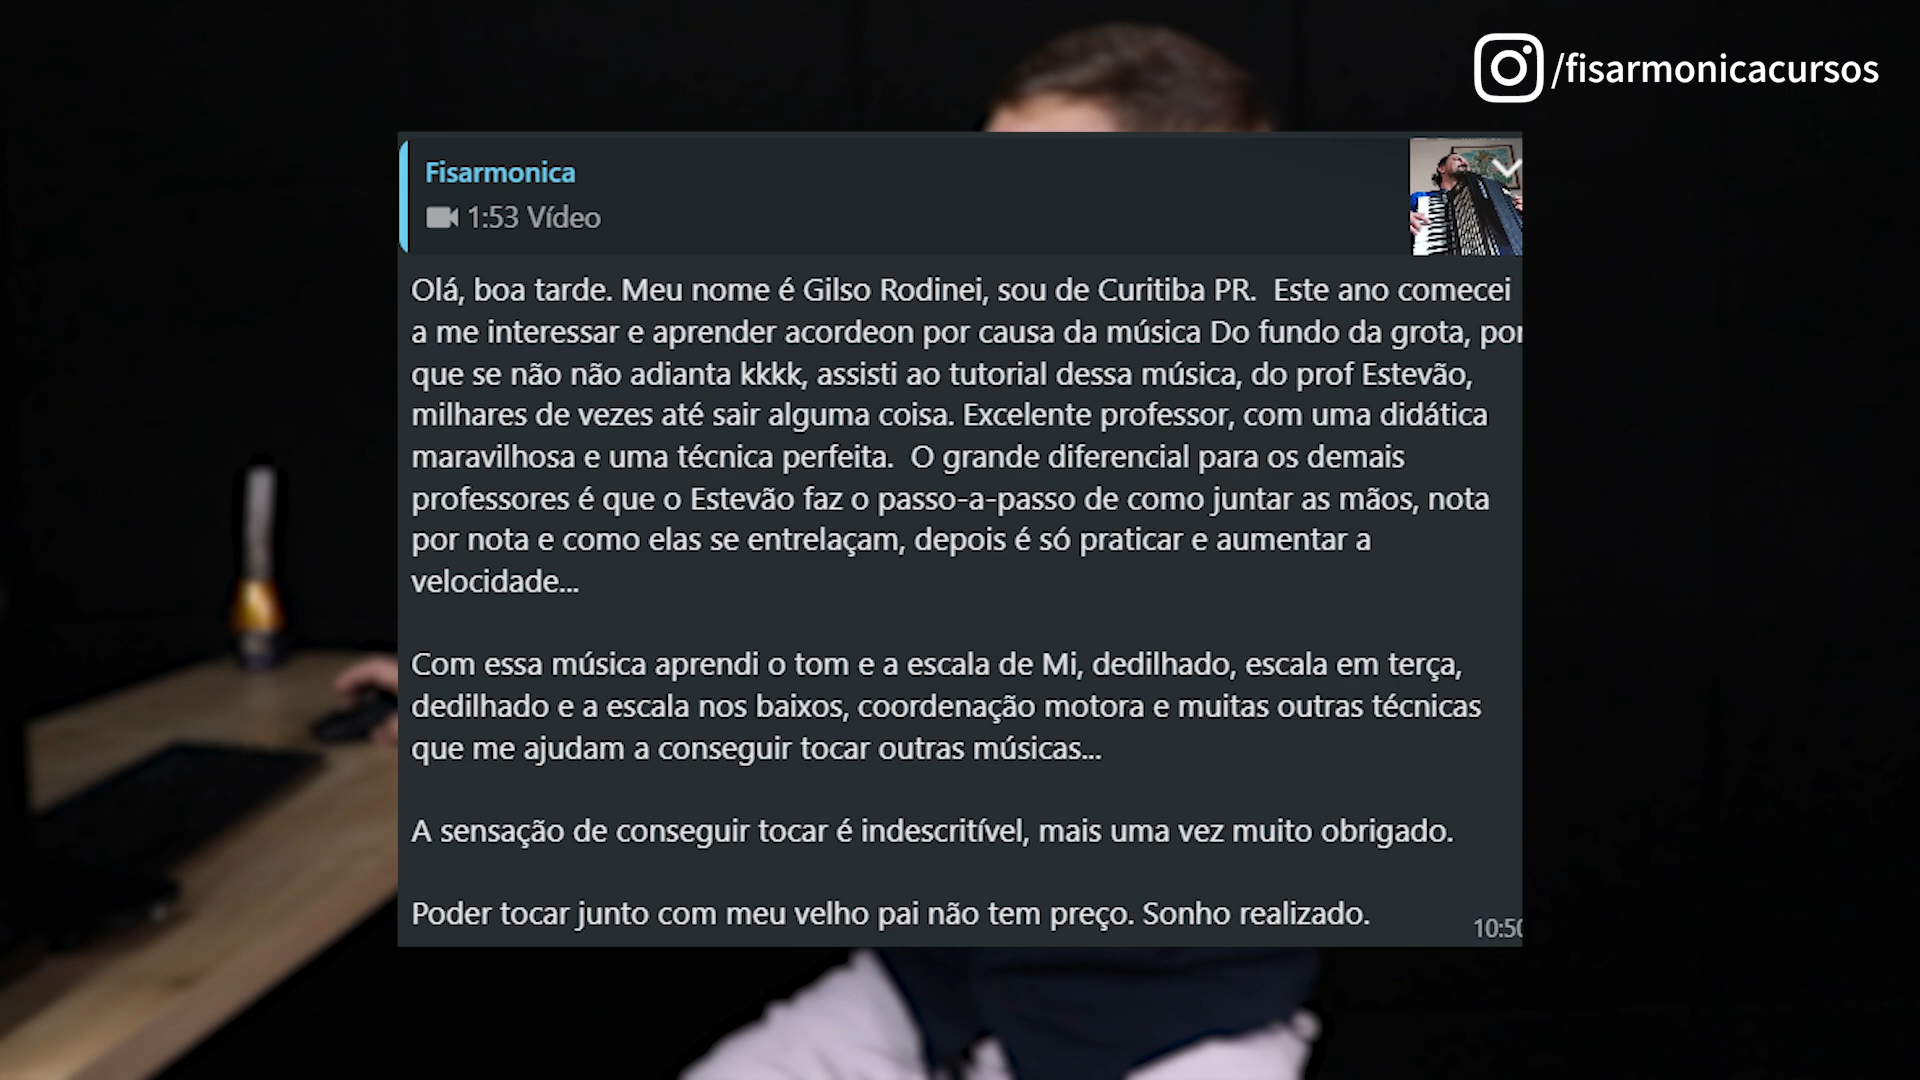 /fisarmonicacursos
Fisarmonica
1:53 Vídeo
Olá, boa tarde. Meu nome é Gilso Rodinei, sou de Curitiba PR.  Este ano comecei
a me interessar e aprender acordeon por causa da música Do fundo da grota, por
que se não não adianta kkkk, assisti ao tutorial dessa música, do prof Estevão,
milhares de vezes até sair alguma coisa. Excelente professor, com uma didática
maravilhosa e uma técnica perfeita.  O grande diferencial para os demais
professores é que o Estevão faz o passo-a-passo de como juntar as mãos, nota
por nota e como elas se entrelaçam, depois é só praticar e aumentar a
velocidade...
Com essa música aprendi o tom e a escala de Mi, dedilhado, escala em terça,
dedilhado e a escala nos baixos, coordenação motora e muitas outras técnicas
que me ajudam a conseguir tocar outras músicas...
A sensação de conseguir tocar é indescritível, mais uma vez muito obrigado.
Poder tocar junto com meu velho pai não tem preço. Sonho realizado.
10:50